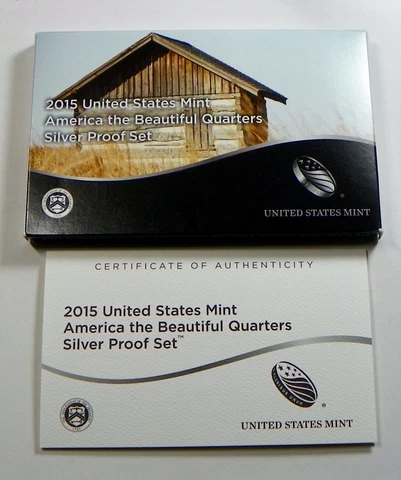 2015 United States Mint
America the Beautiful Quarters
Silver Proof Set™
UNITED STATES MINT
CERTIFICATE OF AUTHENTICITY
2015 United States Mint
America the Beautiful Quarters
Silver Proof Set™
UNITED STATES MINT